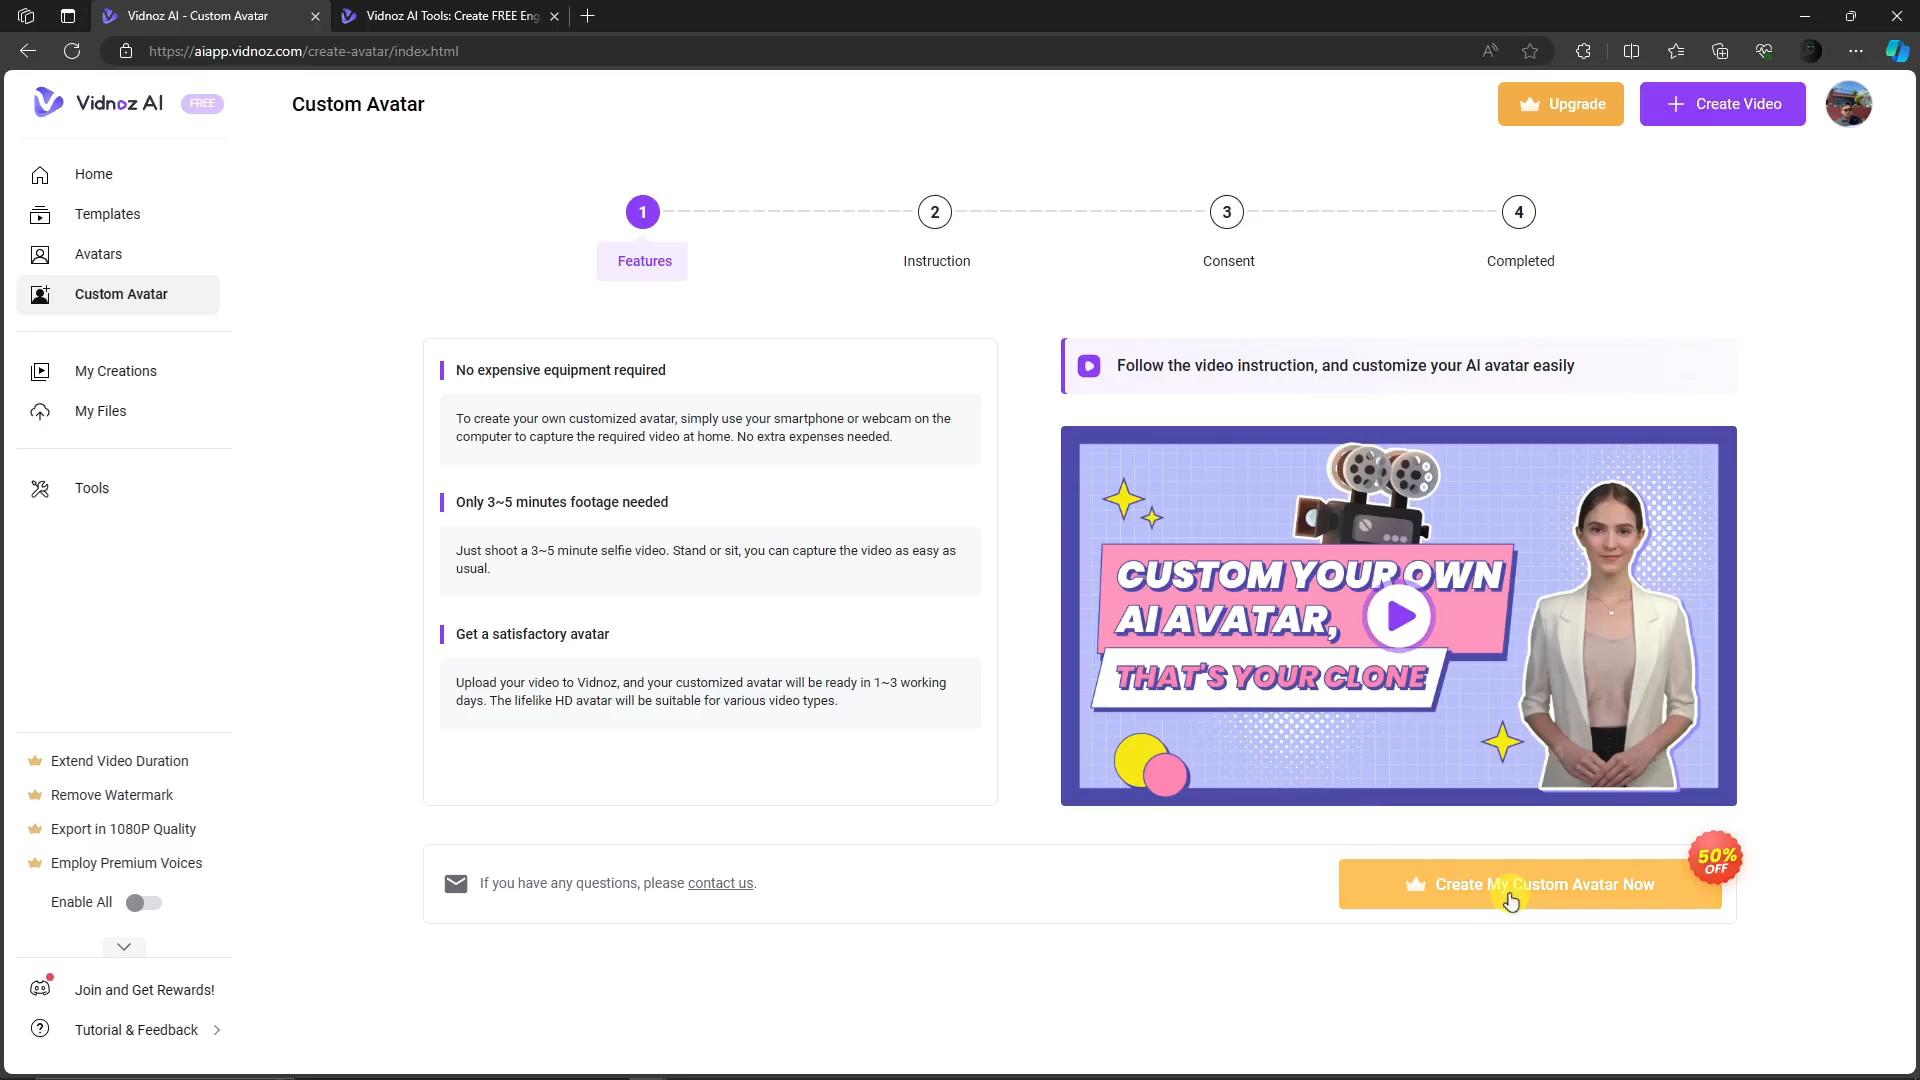 Vidnoz AI - Custom Avatar
Vidnoz AI Tools: Create FREE Eng
https://aiapp.vidnoz.com/create-avatar/index.html
Vidnoz AI
FREE
Custom Avatar
Upgrade
Create Video
Home
Templates
Avatars
Custom Avatar
My Creations
My Files
Tools
1
2
3
4
Features
Instruction
Consent
Completed
No expensive equipment required
To create your own customized avatar, simply use your smartphone or webcam on the
computer to capture the required video at home. No extra expenses needed.
Only 3~5 minutes footage needed
Just shoot a 3~5 minute selfie video. Stand or sit, you can capture the video as easy as
usual.
Get a satisfactory avatar
Upload your video to Vidnoz, and your customized avatar will be ready in 1~3 working
days. The lifelike HD avatar will be suitable for various video types.
Follow the video instruction, and customize your AI avatar easily
CUSTOM YOUR OWN
AI AVATAR,
THAT'S YOUR CLONE
If you have any questions, please contact us.
Create My Custom Avatar Now
50%
OFF
Extend Video Duration
Remove Watermark
Export in 1080P Quality
Employ Premium Voices
Enable All
Join and Get Rewards!
Tutorial & Feedback